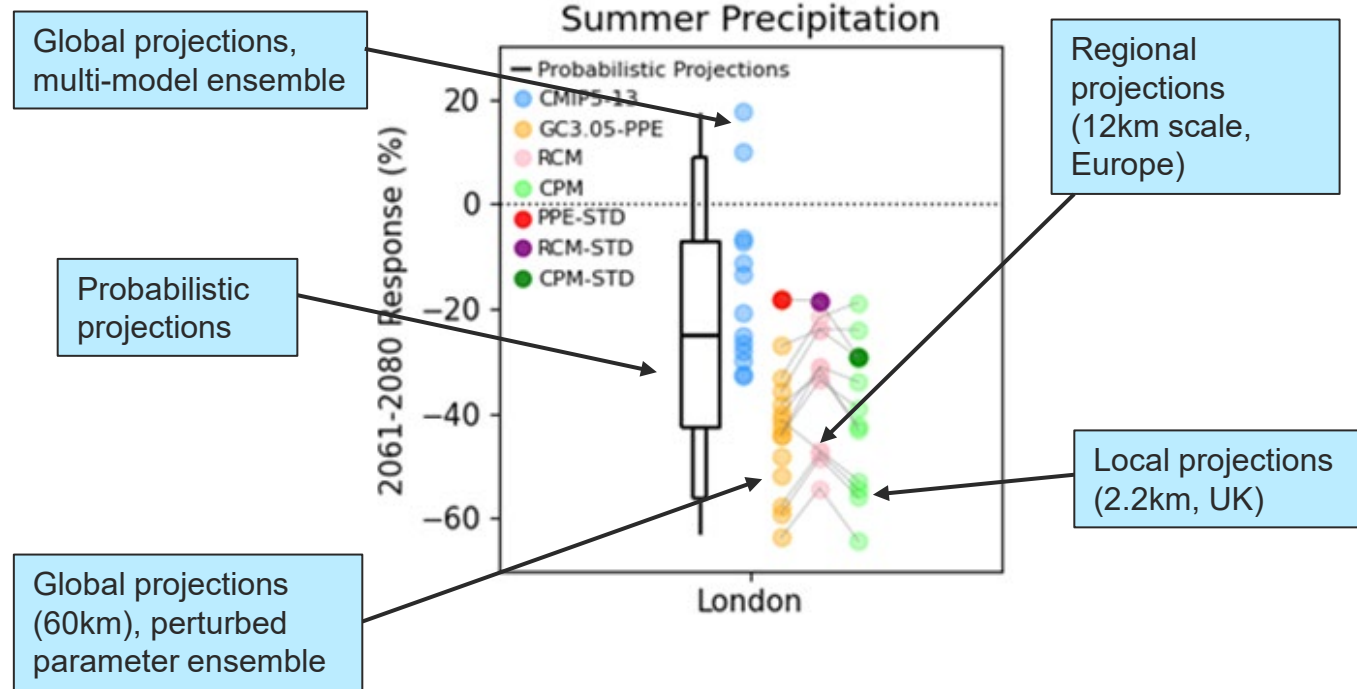 Summer Precipitation
Global projections,
multi-model ensemble
Regional
projections
(12km scale,
Europe)
Probabilistic Projections
CMIP5-13
GC3.05-PPE
RCM
CPM
PPE-STD
RCM-STD
CPM-STD
Probabilistic
projections
2061-2080 Response (%)
20
0
−20
−40
−60
Local projections
(2.2km, UK)
Global projections
(60km), perturbed
parameter ensemble
London